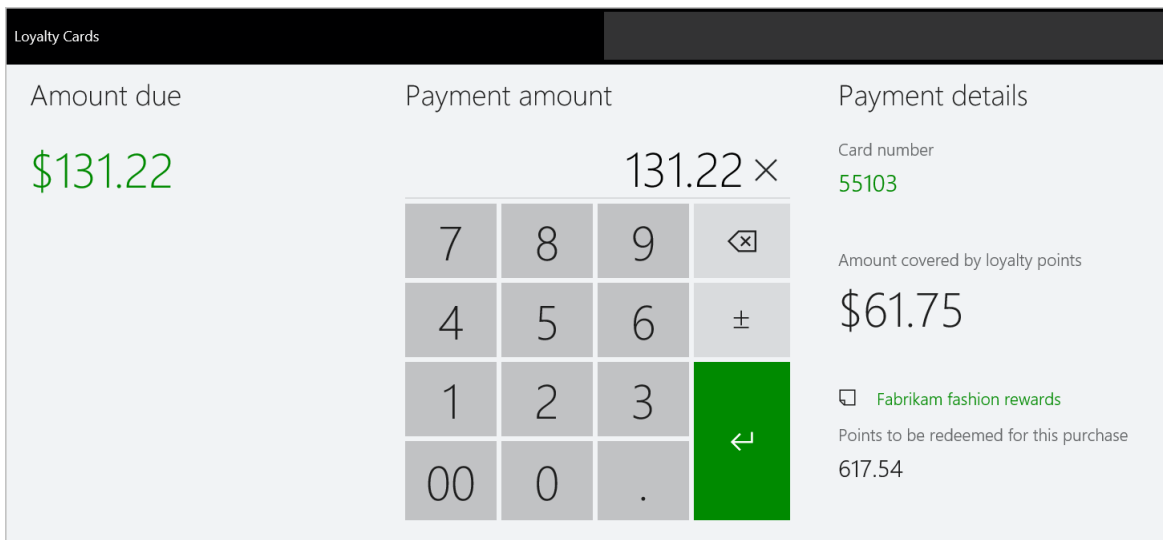 Loyalty Cards
Amount due
$131.22
Payment amount
131.22 ×
7 8 9
4 5 6 ±
1 2 3
00 0 .
Payment details
Card number
55103
Amount covered by loyalty points
$61.75
Fabrikam fashion rewards
Points to be redeemed for this purchase
617.54